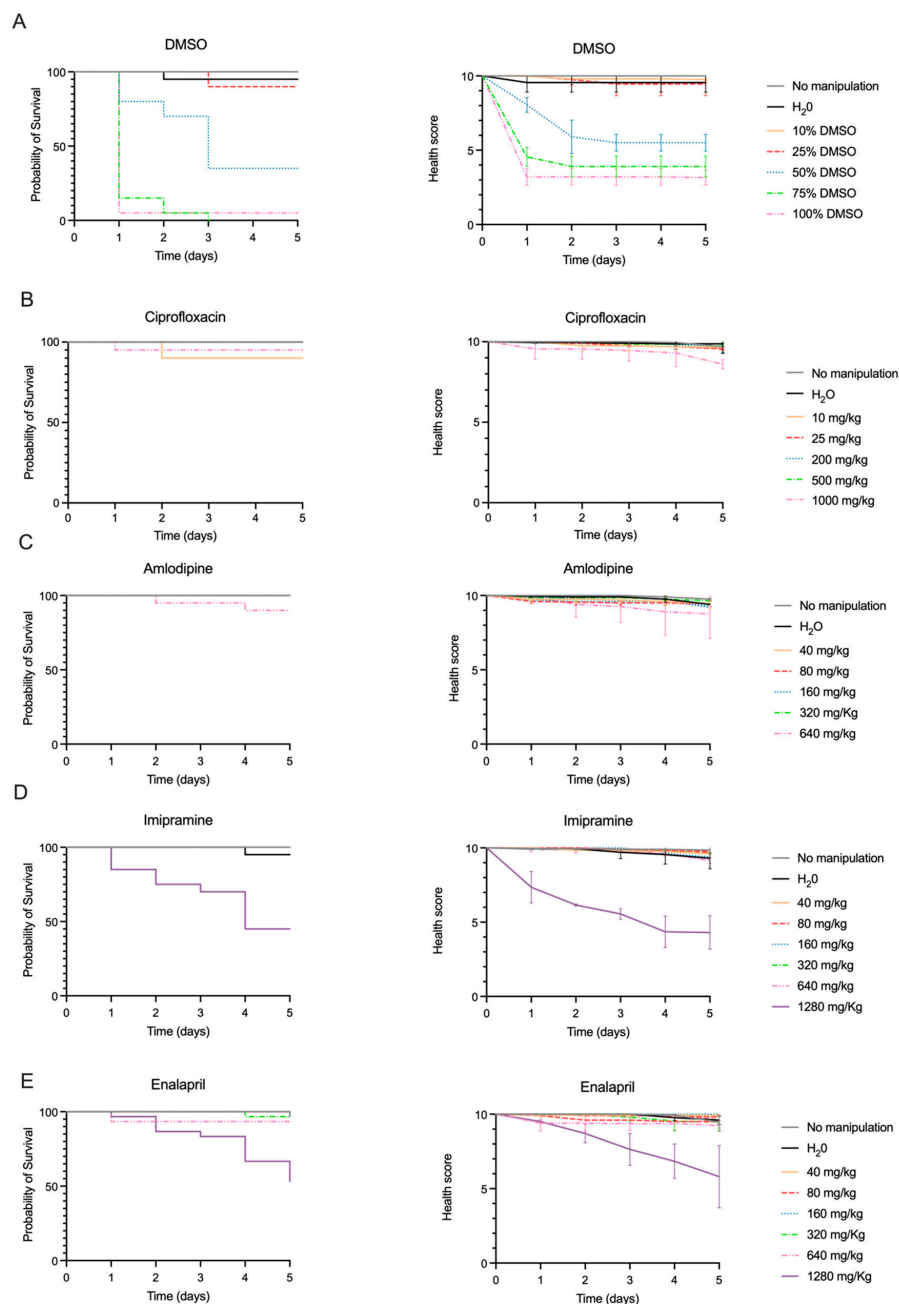 A
DMSO
Probability of Survival
100
50
0
0 1 2 3 4 5
Time (days)
DMSO
Health score
10
5
0
0 1 2 3 4 5
Time (days)
No manipulation
H₂0
10% DMSO
25% DMSO
50% DMSO
75% DMSO
100% DMSO
B
Ciprofloxacin
Probability of Survival
100
50
0
0 1 2 3 4 5
Time (days)
Ciprofloxacin
Health score
10
5
0
0 1 2 3 4 5
Time (days)
No manipulation
H₂O
10 mg/kg
25 mg/kg
200 mg/kg
500 mg/kg
1000 mg/kg
C
Amlodipine
Probability of Survival
100
50
0
0 1 2 3 4 5
Time (days)
Amlodipine
Health score
10
5
0
0 1 2 3 4 5
Time (days)
No manipulation
H₂O
40 mg/kg
80 mg/kg
160 mg/kg
320 mg/Kg
640 mg/kg
D
Imipramine
Probability of Survival
100
50
0
0 1 2 3 4 5
Time (days)
Imipramine
Health score
10
5
0
0 1 2 3 4 5
Time (days)
No manipulation
H₂0
40 mg/kg
80 mg/kg
160 mg/kg
320 mg/kg
640 mg/kg
1280 mg/Kg
E
Enalapril
Probability of Survival
100
50
0
0 1 2 3 4 5
Time (days)
Enalapril
Health score
10
5
0
0 1 2 3 4 5
Time (days)
No manipulation
H₂0
40 mg/kg
80 mg/kg
160 mg/kg
320 mg/Kg
640 mg/kg
1280 mg/Kg